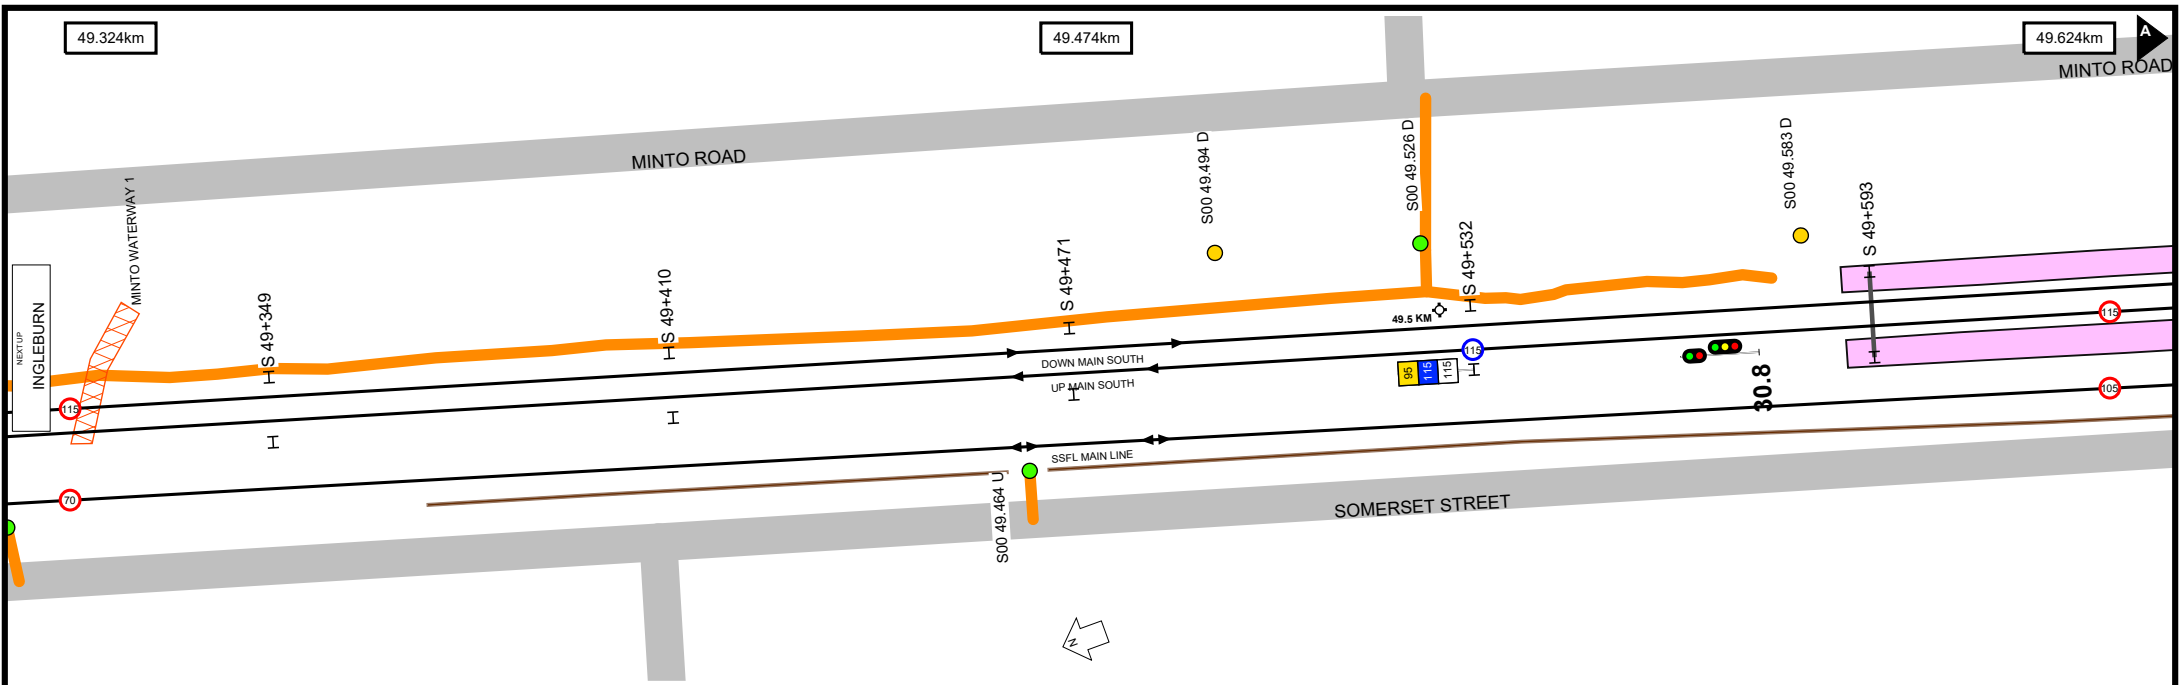 49.324km
49.474km
49.624km
A
MINTO ROAD
MINTO ROAD
MINTO WATERWAY 1
S00 49.494 D
S00 49.526 D
S00 49.583 D
S 49+593
S 49+532
S 49+471
S 49+410
S 49+349
NEXT UP
INGLEBURN
49.5 KM
DOWN MAIN SOUTH
UP MAIN SOUTH
95
115
115
115
115
115
30.8
105
70
SSFL MAIN LINE
S00 49.464 U
SOMERSET STREET
N